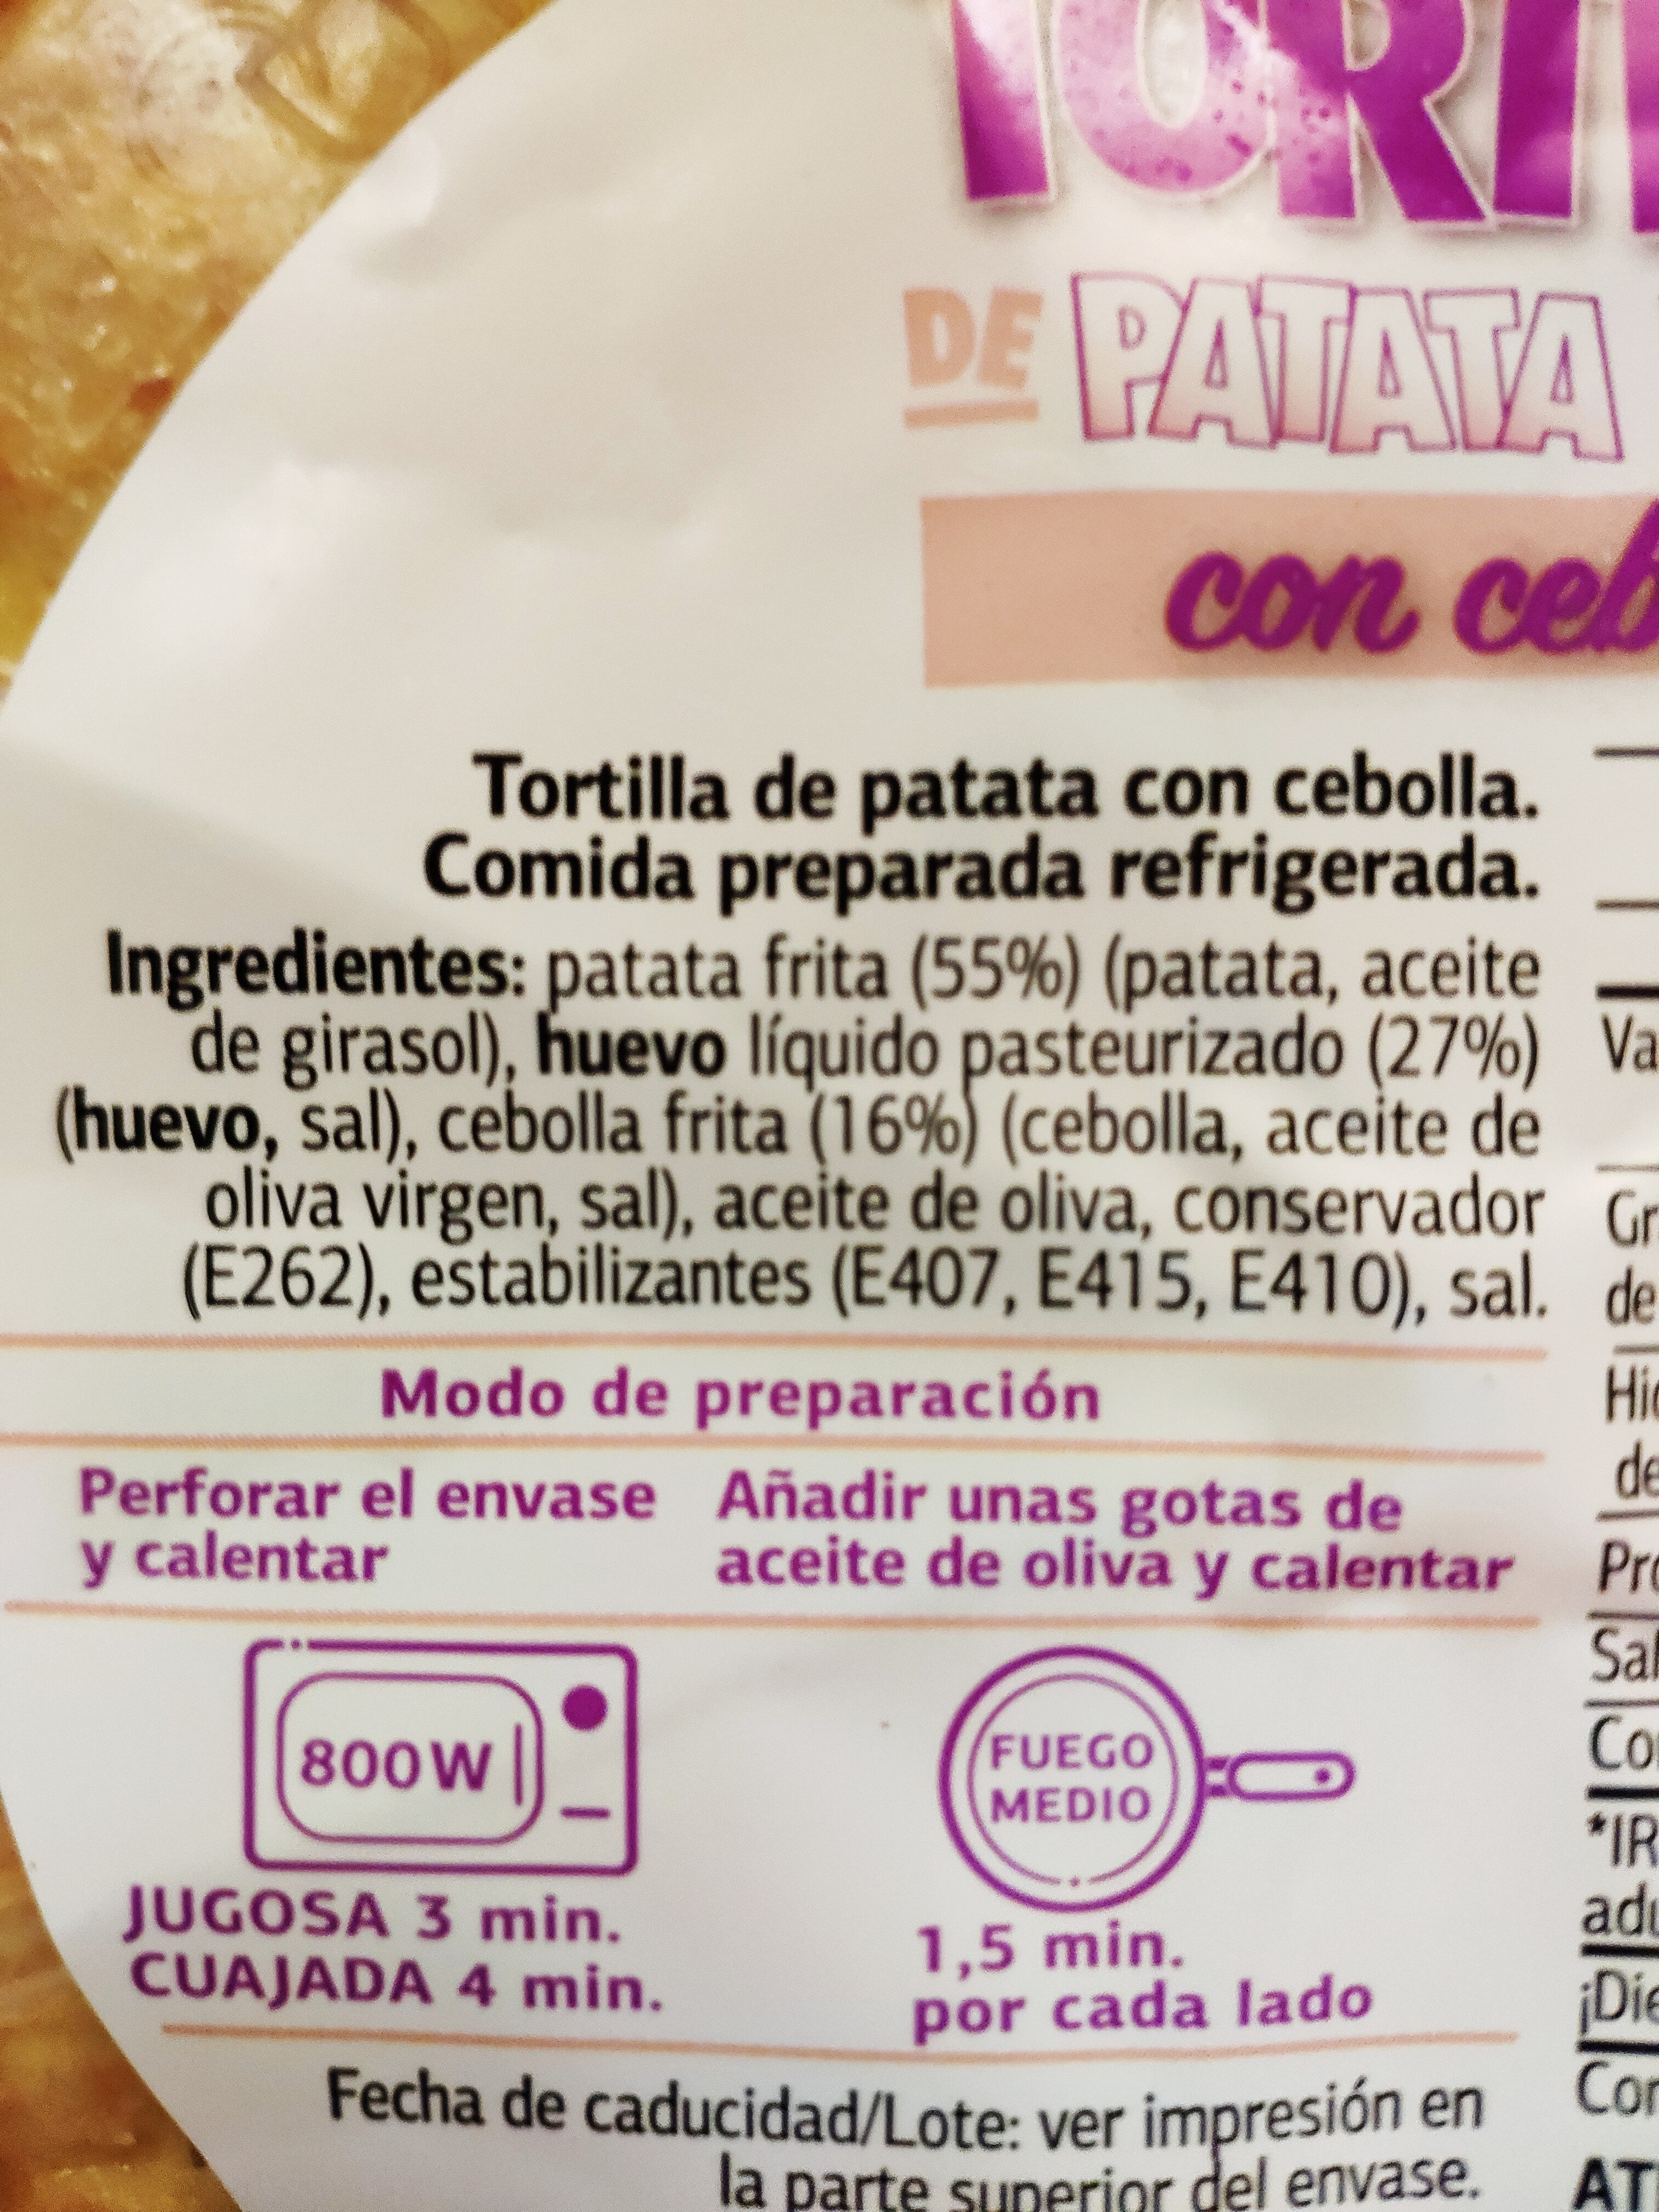 DE PATATA
con
Tortilla de patata con cebolla.
Comida preparada refrigerada.
Ingredientes: patata frita (55%) (patata, aceite
de girasol), huevo líquido pasteurizado (27%)
(huevo, sal), cebolla frita (16%) (cebolla, aceite de
oliva virgen, sal), aceite de oliva, conservador
(E262), estabilizantes (E407, E415, E410), sal.
Modo de preparación
Perforar el envase
y calentar
Añadir unas gotas de
aceite de oliva y calentar
800W
JUGOSA 3 min.
CUAJADA 4 min.
FUEGO
MEDIO
1,5 min.
por cada lado
Fecha de caducidad/Lote: ver impresión en
la parte superior del envase.